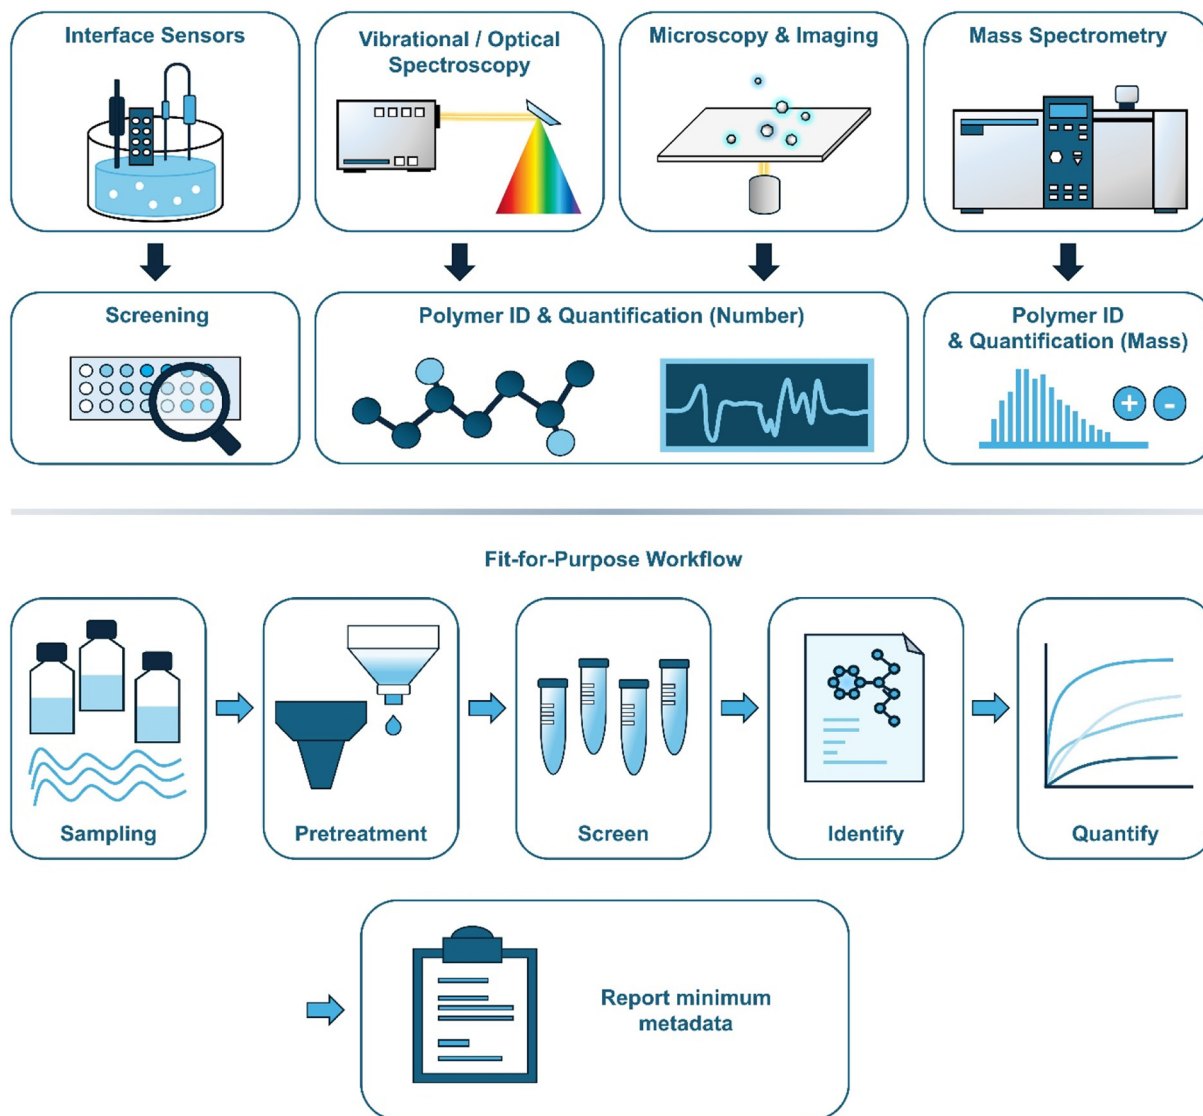 Interface Sensors
Vibrational / Optical
Spectroscopy
Microscopy & Imaging
Mass Spectrometry
Screening
Polymer ID & Quantification (Number)
Polymer ID
& Quantification (Mass)
+ -
Fit-for-Purpose Workflow
Sampling
Pretreatment
Screen
Identify
Quantify
Report minimum
metadata